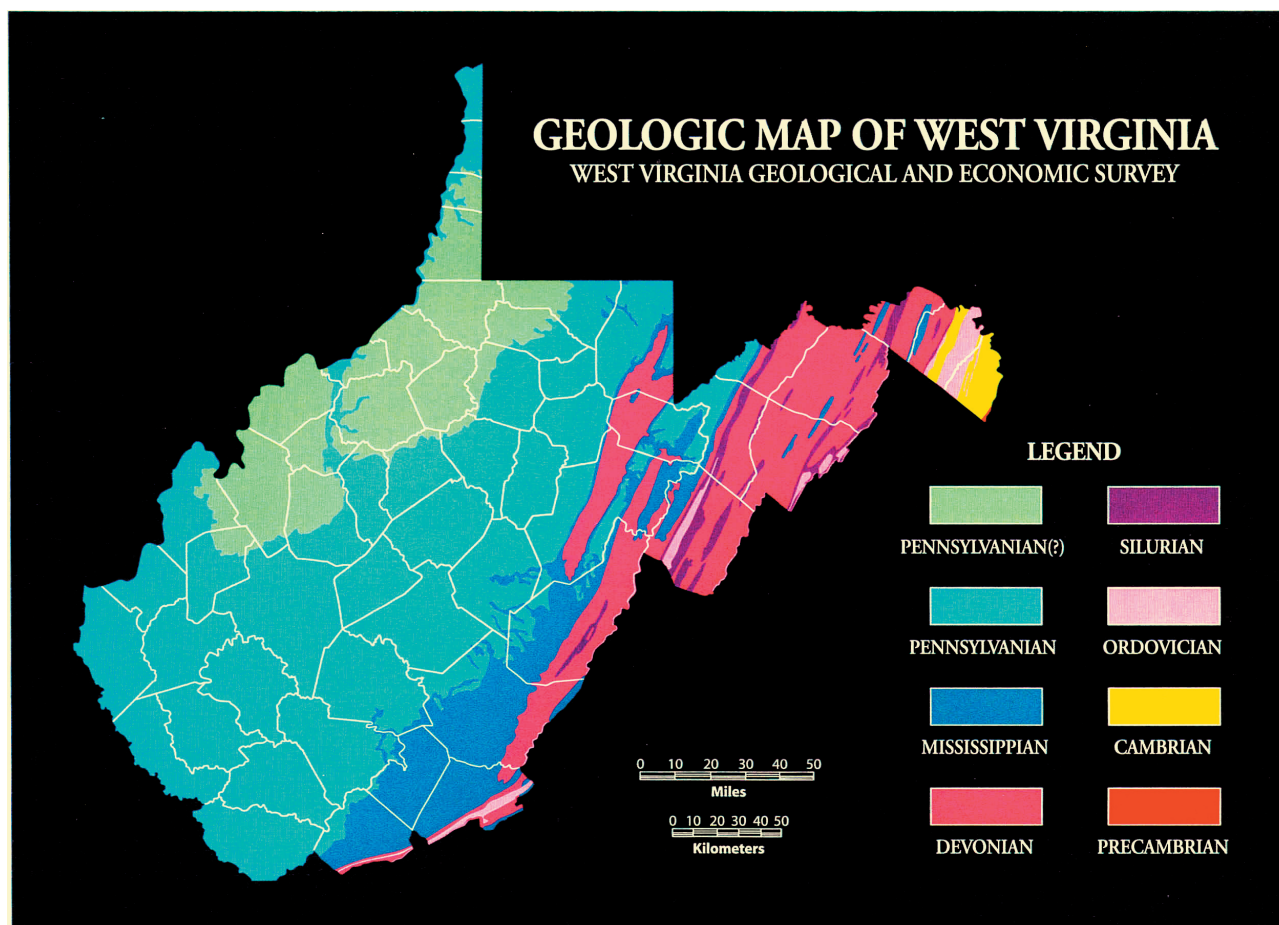 GEOLOGIC MAP OF WEST VIRGINIA
WEST VIRGINIA GEOLOGICAL AND ECONOMIC SURVEY
LEGEND
PENNSYLVANIAN(?)
SILURIAN
PENNSYLVANIAN
ORDOVICIAN
MISSISSIPPIAN
CAMBRIAN
DEVONIAN
PRECAMBRIAN
0 10 20 30 40 50
Miles
0 10 20 30 40 50
Kilometers